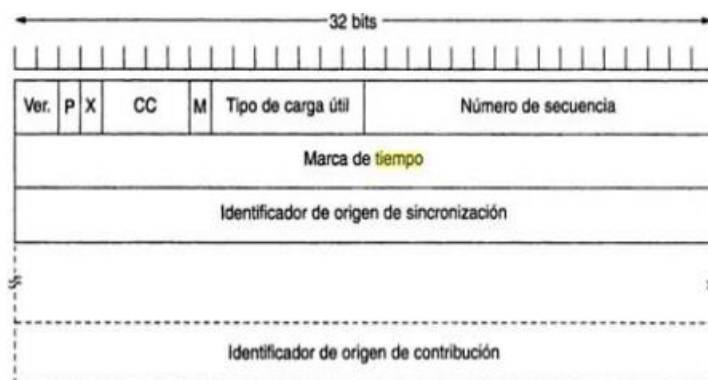 32 bits
Ver. P X CC M Tipo de carga útil Número de secuencia
Marca de tiempo
Identificador de origen de sincronización
Identificador de origen de contribución